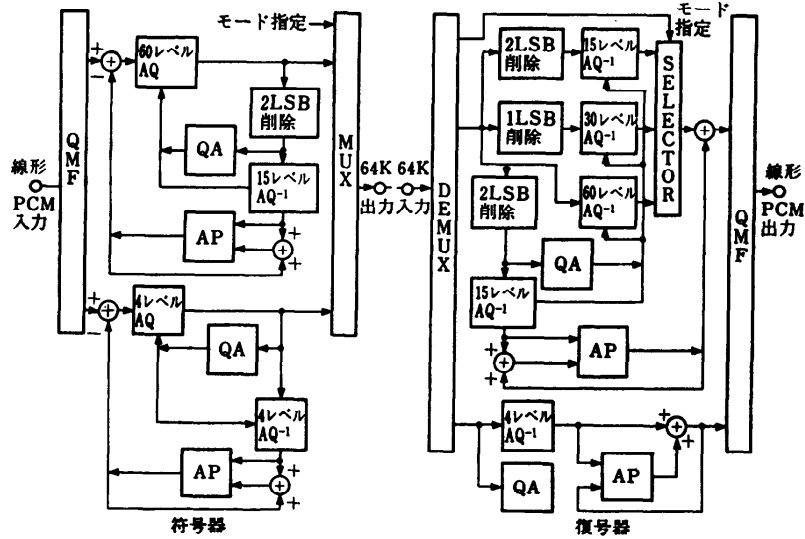 モード指定
60レベル
AQ
2LSB
削除
QA
15レベル
AQ⁻¹
AP
QMF
線形
PCM
入力
+
−
+
+
MUX
4レベル
AQ
QA
4レベル
AQ⁻¹
AP
+
−
+
+
符号器
64K
出力
64K
入力
DEMUX
モード
指定
2LSB
削除
15レベル
AQ⁻¹
1LSB
削除
30レベル
AQ⁻¹
2LSB
削除
60レベル
AQ⁻¹
SELECTOR
QA
15レベル
AQ⁻¹
AP
+
+
4レベル
AQ⁻¹
QA
AP
+
+
QMF
線形
PCM
出力
復号器